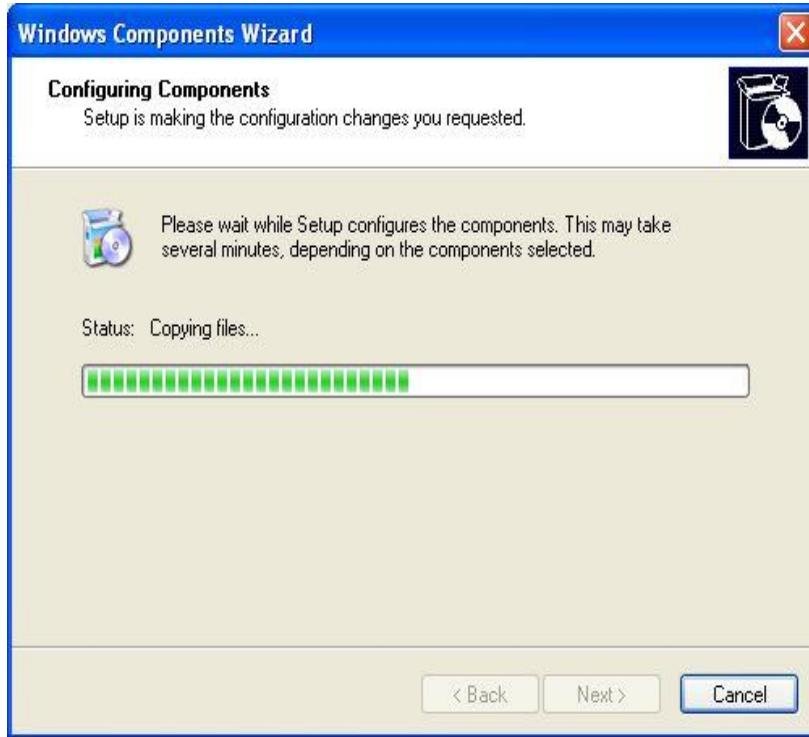 Windows Components Wizard
Configuring Components
Setup is making the configuration changes you requested.
Please wait while Setup configures the components. This may take
several minutes, depending on the components selected.
Status: Copying files...
< Back Next > Cancel